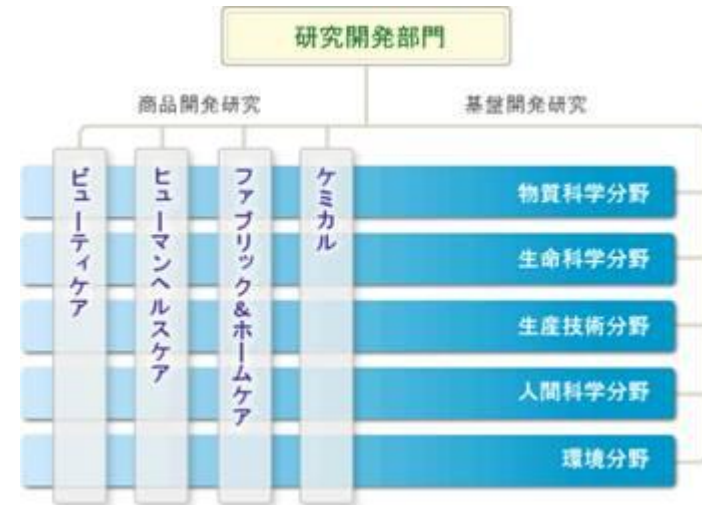 研究開発部門
商品開発研究
基盤開発研究
ビューティケア
ヒューマンヘルスケア
ファブリック&ホームケア
ケミカル
物質科学分野
生命科学分野
生産技術分野
人間科学分野
環境分野